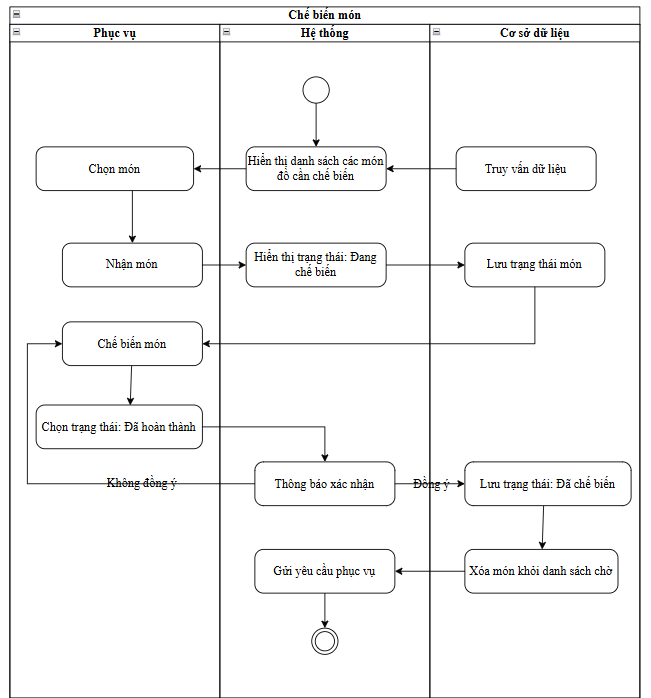 Chế biến món
Phục vụ
Hệ thống
Cơ sở dữ liệu
Hiển thị danh sách các món
đồ cần chế biến
Chọn món
Truy vấn dữ liệu
Nhận món
Hiển thị trạng thái: Đang
chế biến
Lưu trạng thái món
Chế biến món
Chọn trạng thái: Đã hoàn thành
Không đồng ý
Thông báo xác nhận
Đồng ý
Lưu trạng thái: Đã chế biến
Gửi yêu cầu phục vụ
Xóa món khỏi danh sách chờ